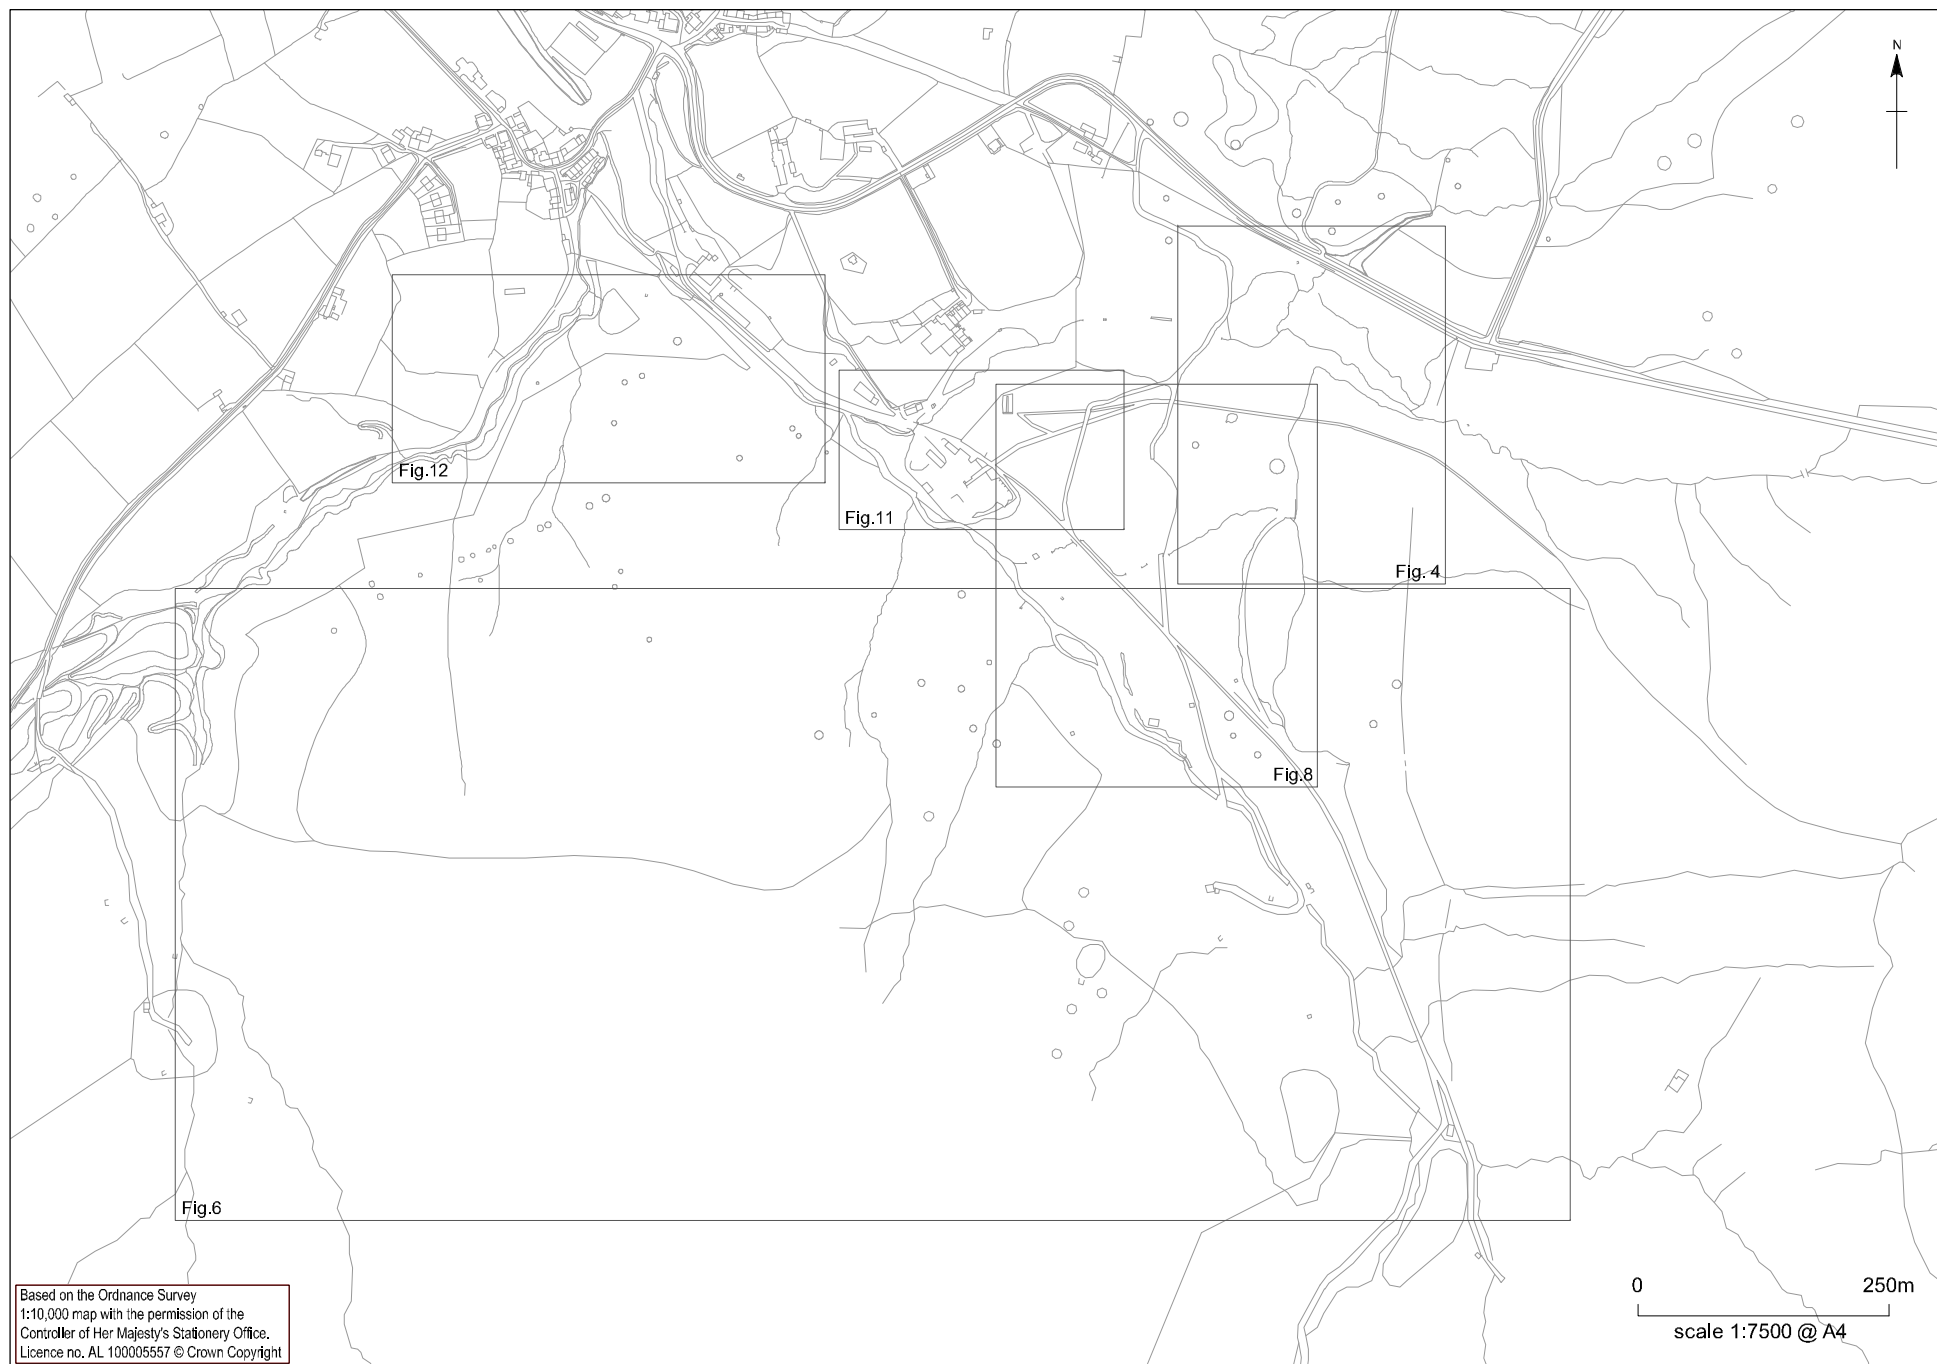 N
Fig.12
Fig.11
Fig. 4
Fig.8
Fig.6
Based on the Ordnance Survey
1:10,000 map with the permission of the
Controller of Her Majesty's Stationery Office.
Licence no. AL 100005557 © Crown Copyright
0 250m
scale 1:7500 @ A4